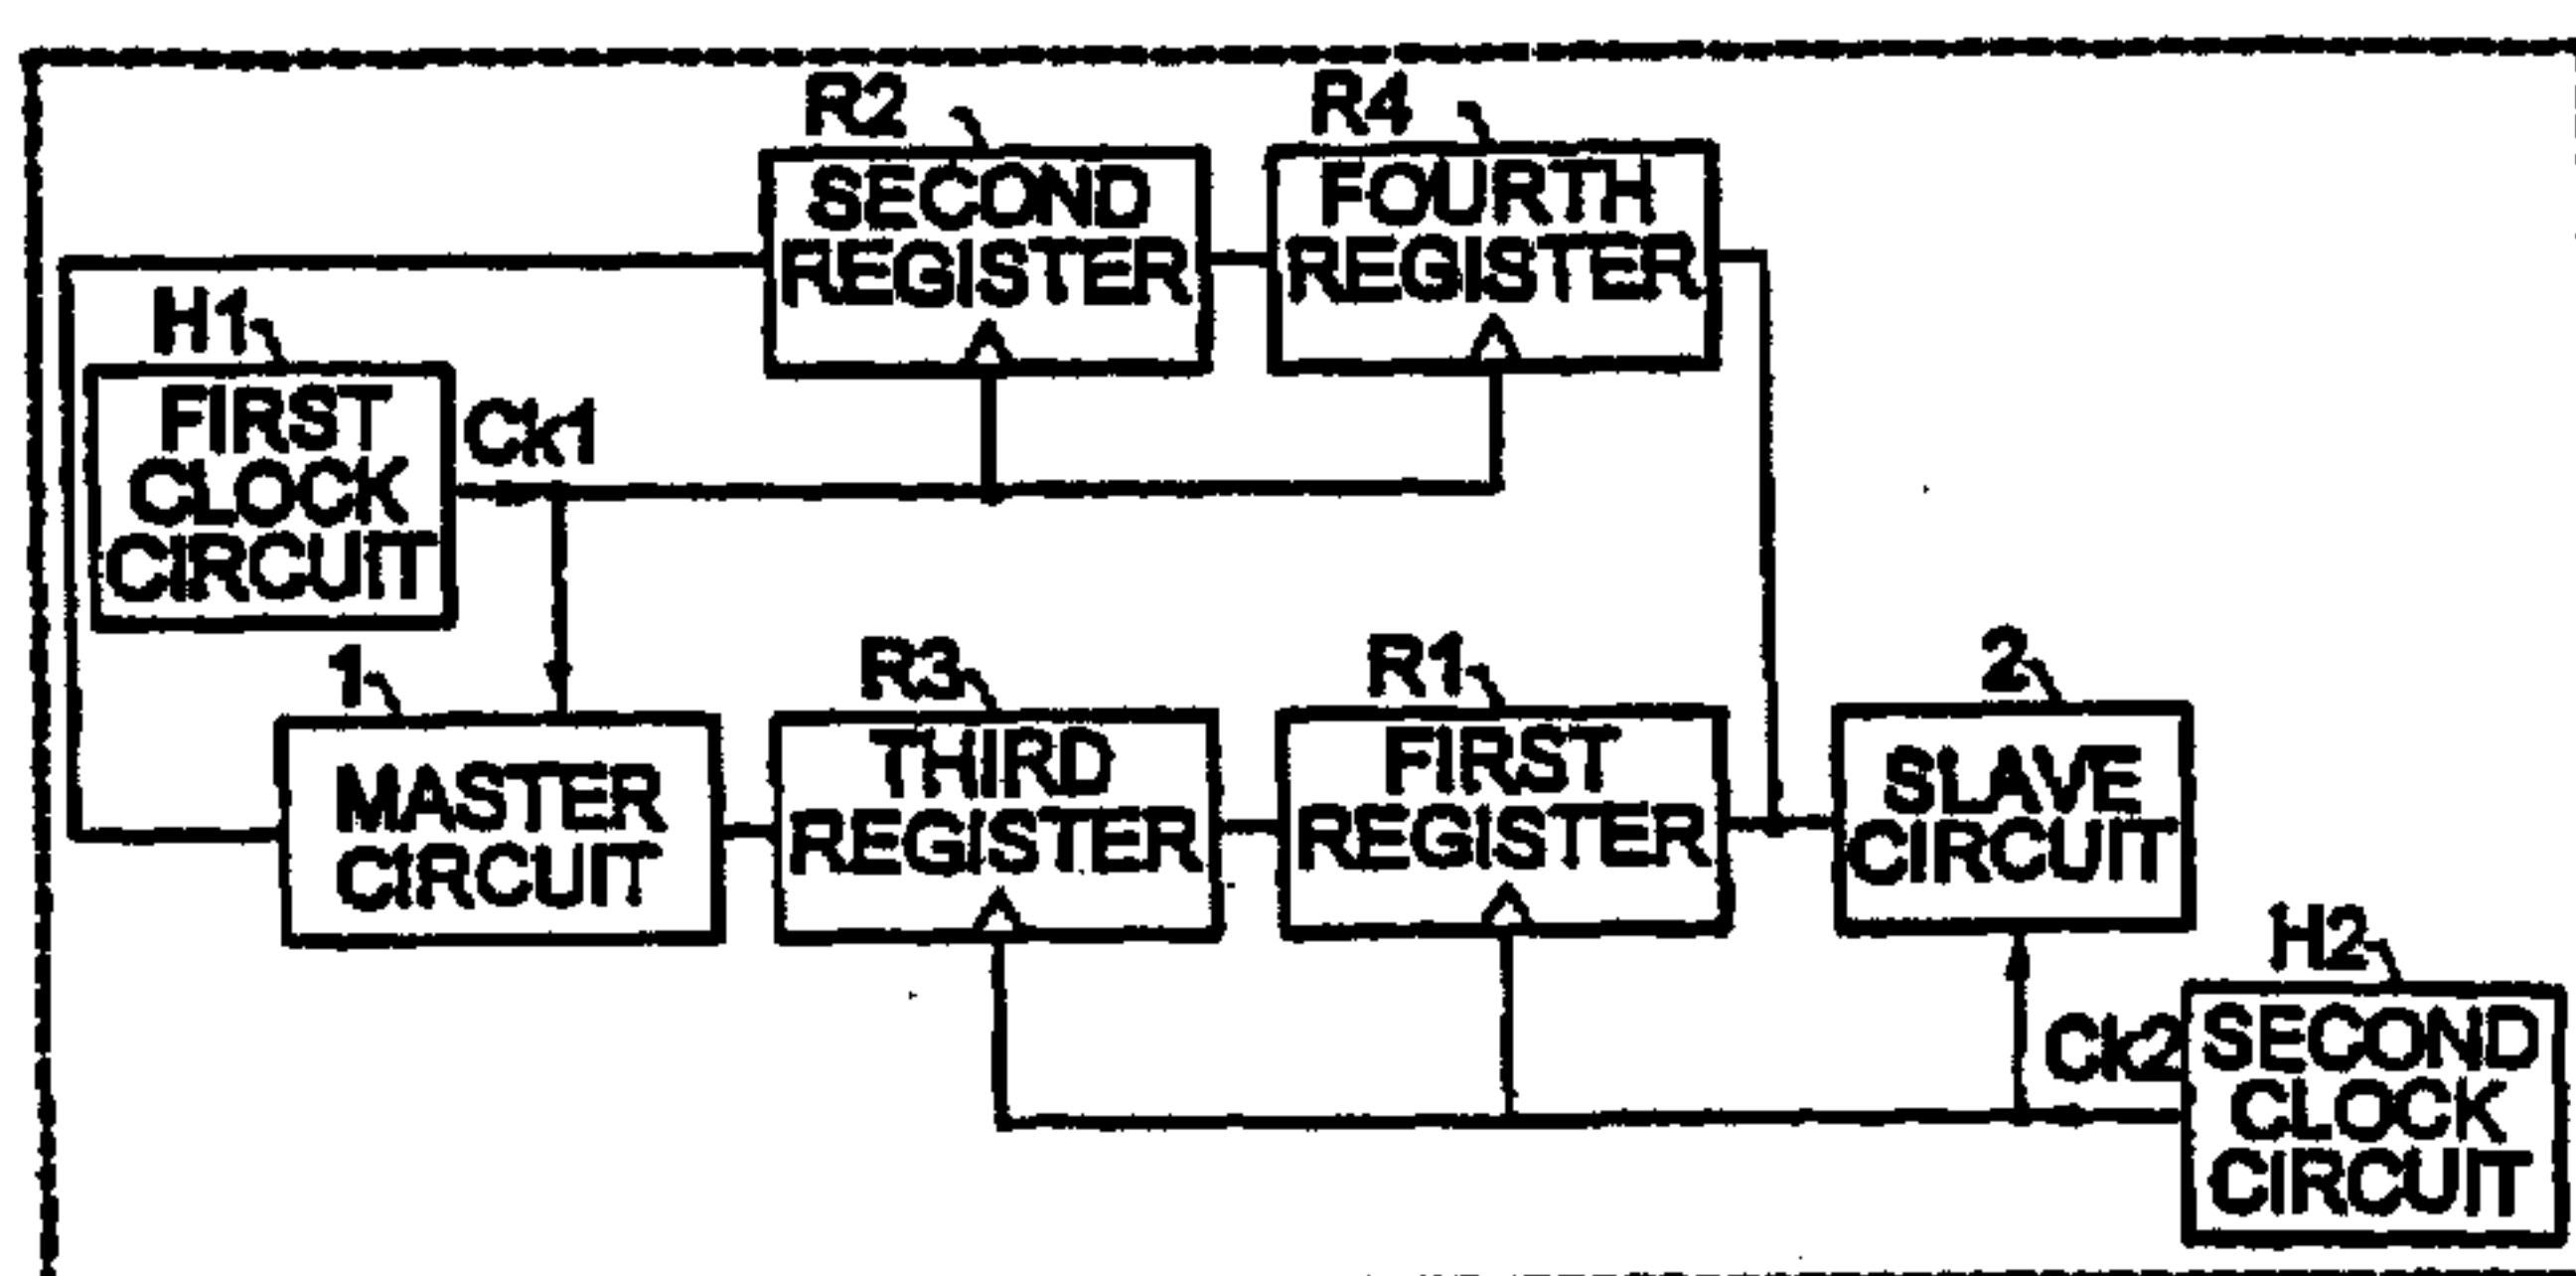 R2
SECOND
REGISTER
R4
FOURTH
REGISTER
H1
FIRST
CLOCK
CIRCUIT
Ck1
1
MASTER
CIRCUIT
R3
THIRD
REGISTER
R1
FIRST
REGISTER
2
SLAVE
CIRCUIT
H2
SECOND
CLOCK
CIRCUIT
Ck2